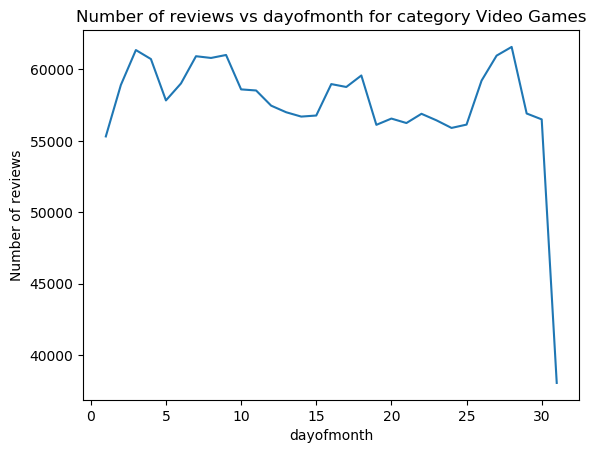 Number of reviews vs dayofmonth for category Video Games
60000
55000
50000
45000
40000
Number of reviews
0 5 10 15 20 25 30
dayofmonth